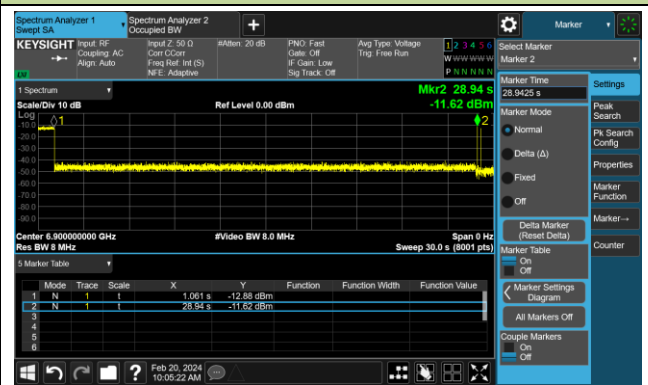 Spectrum Analyzer 1
Swept SA
Spectrum Analyzer 2
Occupied BW
+
Marker
KEYSIGHT
Input: RF
Coupling: AC
Align: Auto
Input Z: 50 Ω
Corr CCorr
Freq Ref: Int (S)
NFE: Adaptive
#Atten: 20 dB
PNO: Fast
Gate: Off
IF Gain: Low
Sig Track: Off
Avg Type: Voltage
Trig: Free Run
1 2 3 4 5 6
W W W W W W
P N N N N N
Select Marker
Marker 2
1 Spectrum
Scale/Div 10 dB
Ref Level 0.00 dBm
Mkr2 28.94 s
-11.62 dBm
Log
-10.0
-20.0
-30.0
-40.0
-50.0
-60.0
-70.0
-80.0
-90.0
1
2
Center 6.900000000 GHz
Res BW 8 MHz
#Video BW 8.0 MHz
Span 0 Hz
Sweep 30.0 s (8001 pts)
5 Marker Table
Mode Trace Scale X Y Function Function Width Function Value
1 N 1 t 1.061 s -12.88 dBm
2 N 1 t 28.94 s -11.62 dBm
3
4
5
6
Marker Time
28.9425 s
Marker Mode
Normal
Delta (Δ)
Fixed
Off
Delta Marker
(Reset Delta)
Marker Table
On
Off
Marker Settings
Diagram
All Markers Off
Couple Markers
On
Off
Settings
Peak
Search
Pk Search
Config
Properties
Marker
Function
Marker→
Counter
?
Feb 20, 2024
10:05:22 AM